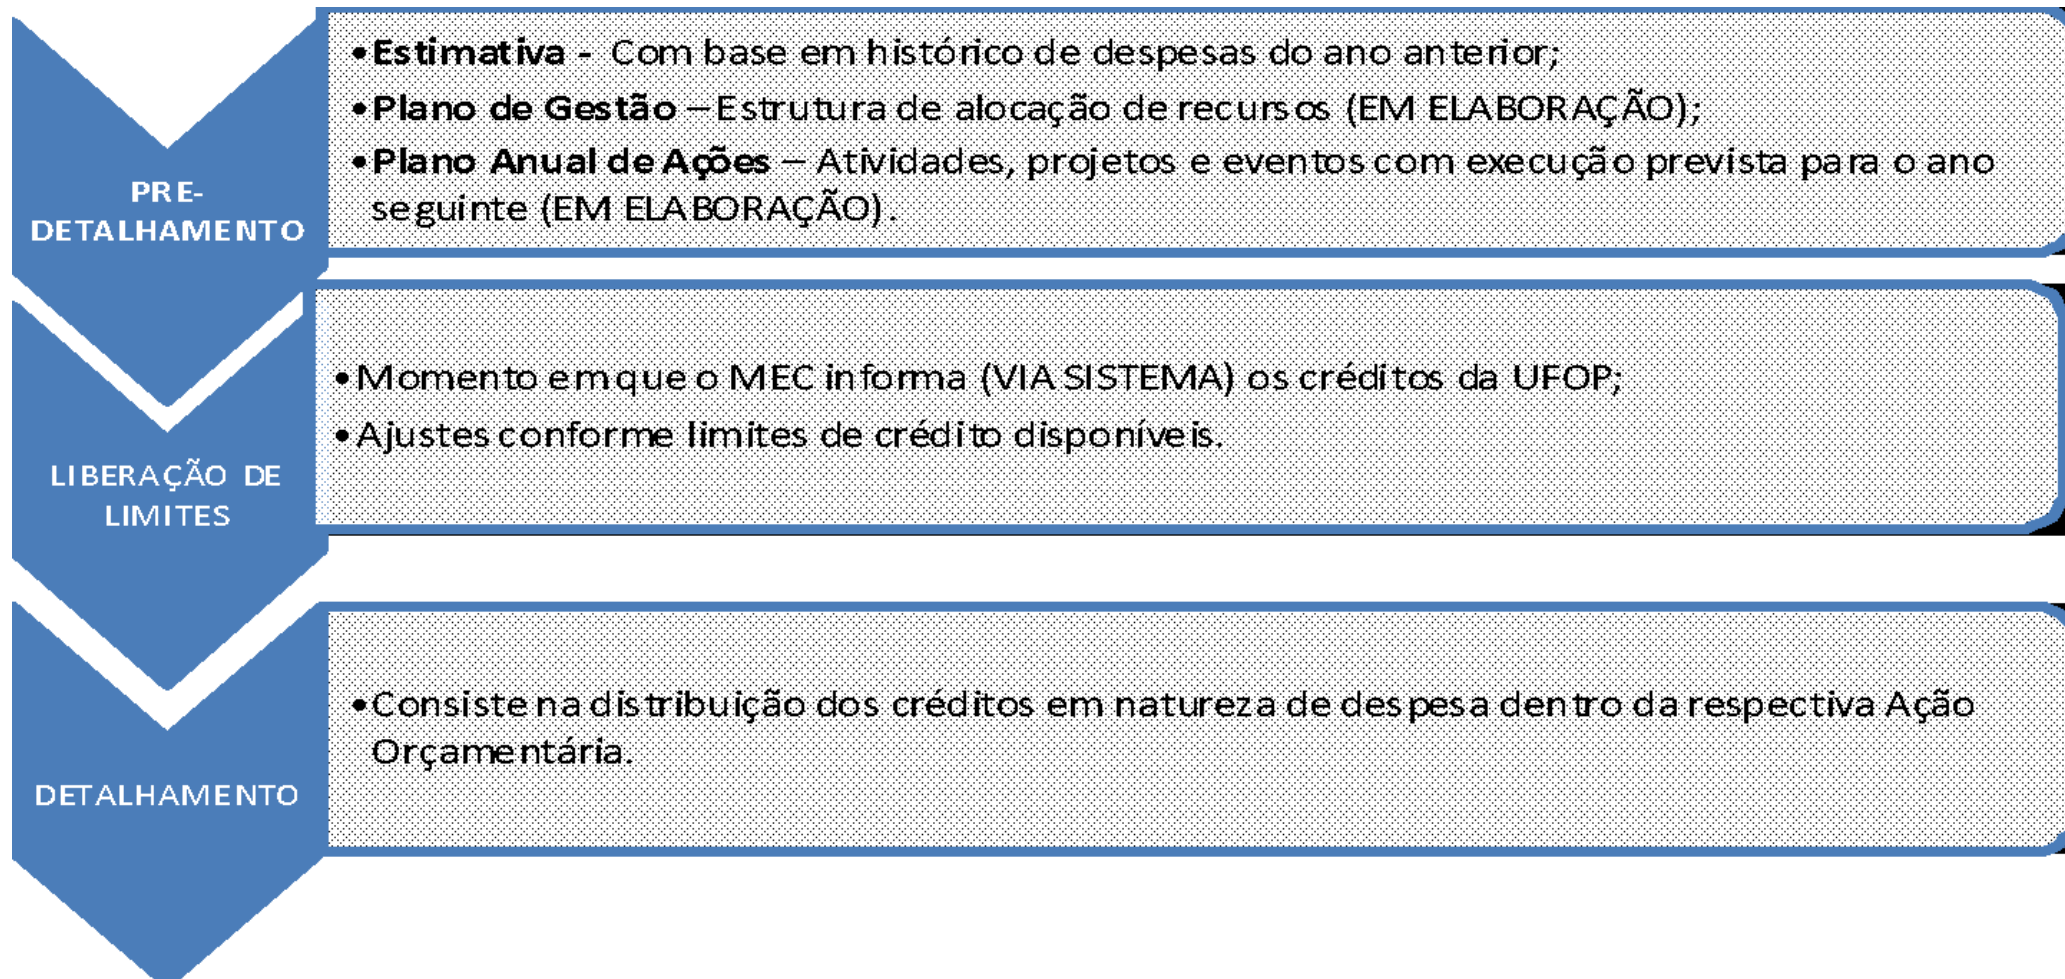 PRE-
DETALHAMENTO
•Estimativa - Com base em histórico de despesas do ano anterior;
•Plano de Gestão – Estrutura de alocação de recursos (EM ELABORAÇÃO);
•Plano Anual de Ações – Atividades, projetos e eventos com execução prevista para o ano
seguinte (EM ELABORAÇÃO).
LIBERAÇÃO DE
LIMITES
•Momento em que o MEC informa (VIA SISTEMA) os créditos da UFOP;
•Ajustes conforme limites de crédito disponíveis.
DETALHAMENTO
•Consiste na distribuição dos créditos em natureza de despesa dentro da respectiva Ação
Orçamentária.